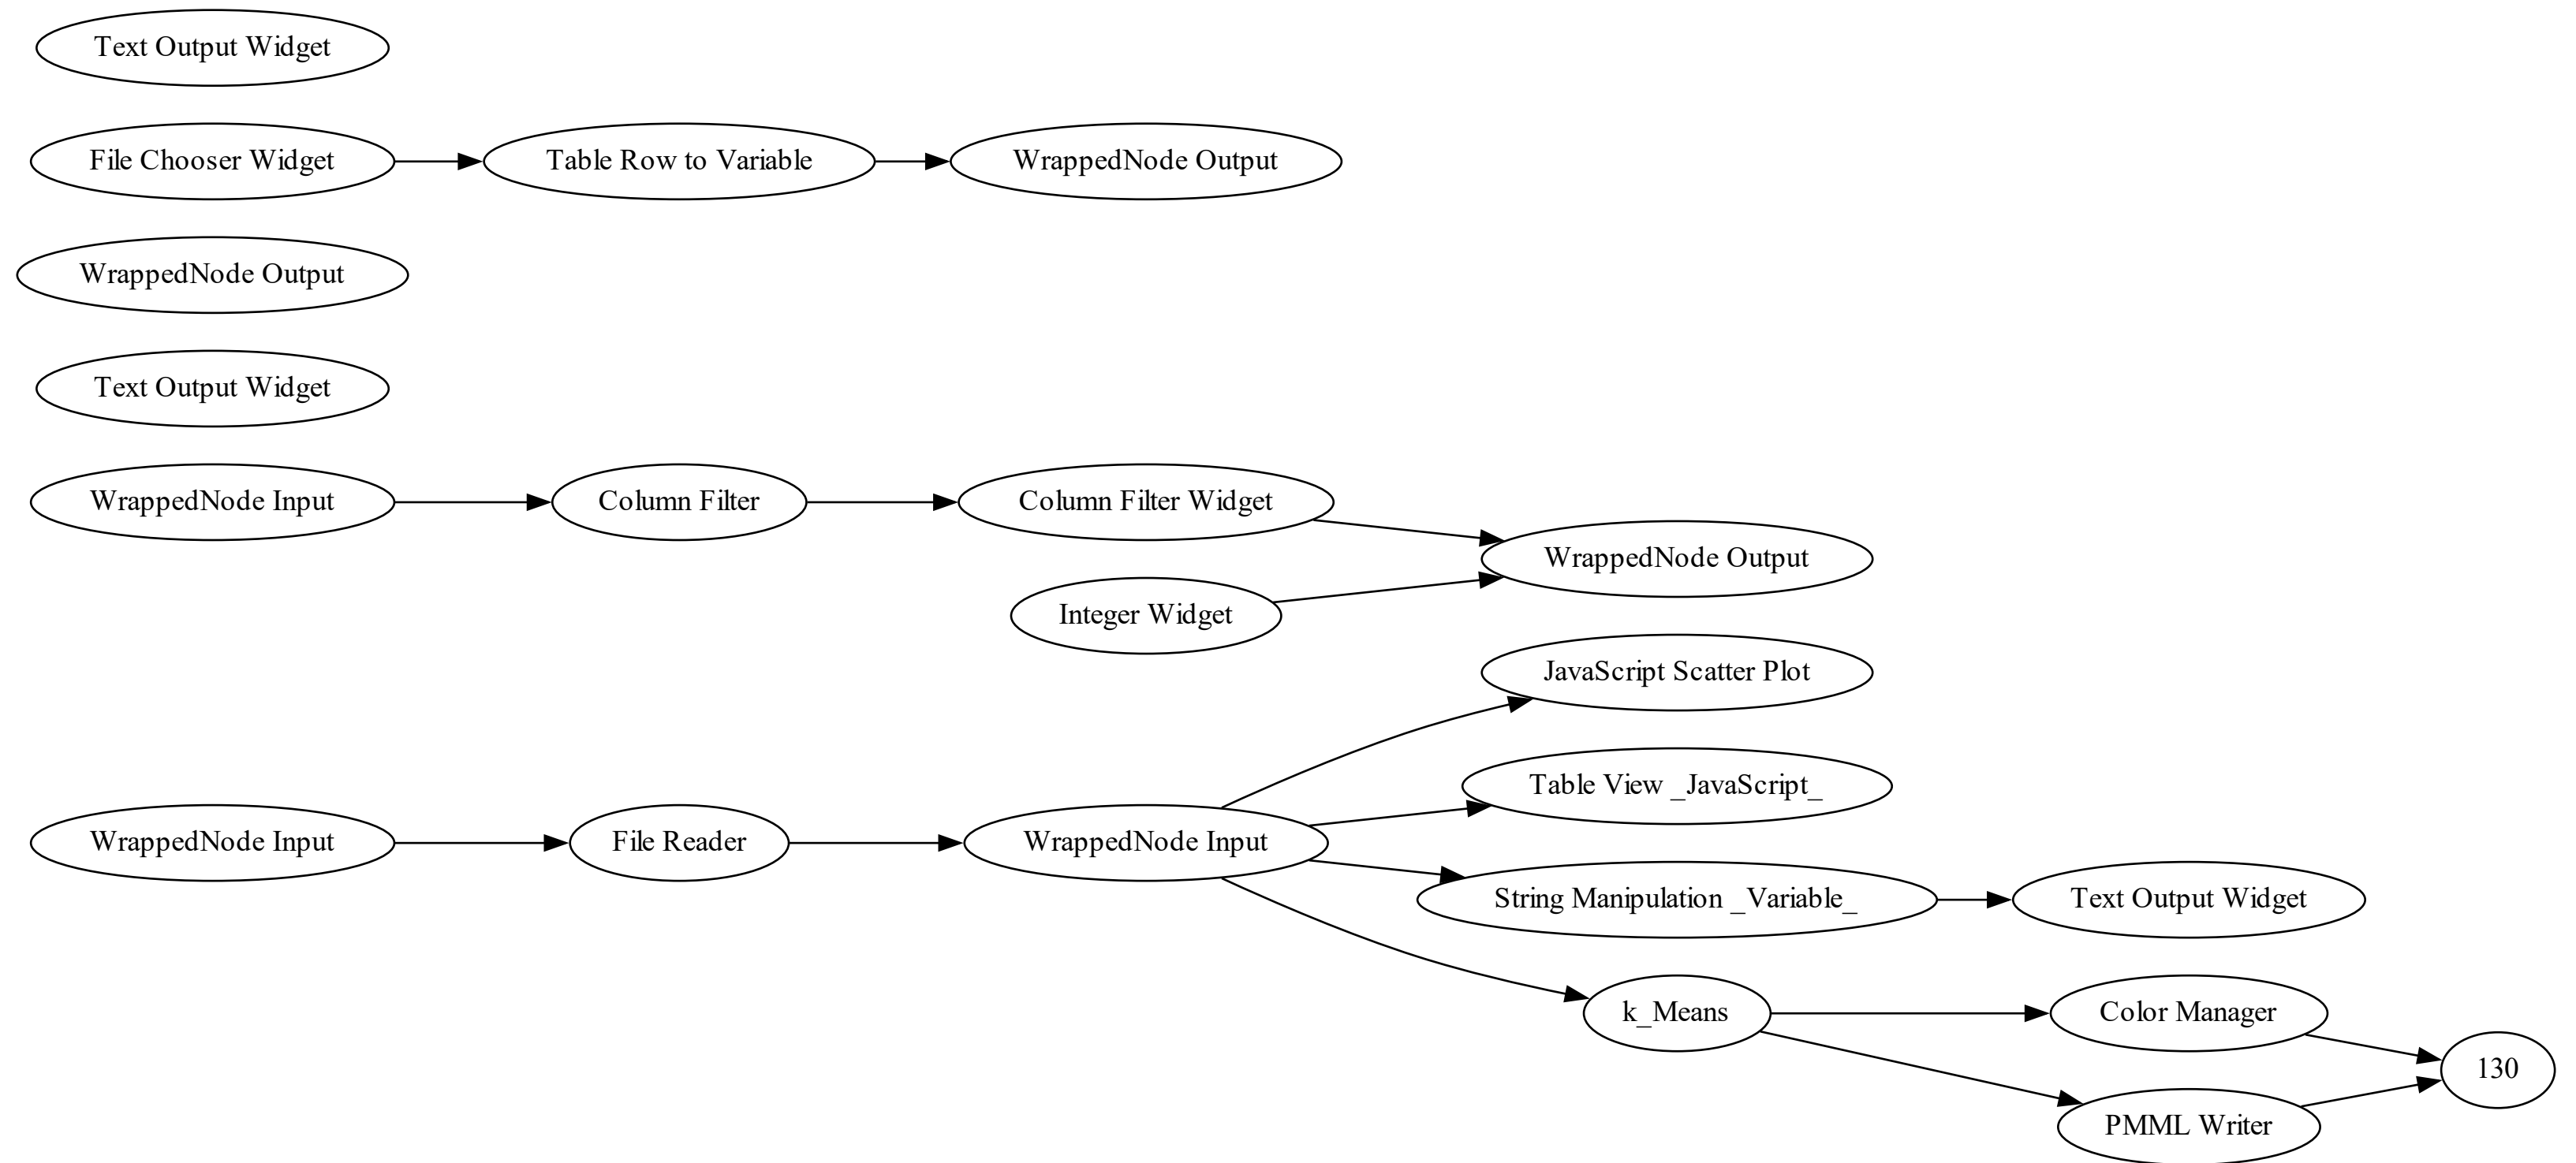 Text Output Widget
File Chooser Widget
Table Row to Variable
WrappedNode Output
WrappedNode Output
Text Output Widget
WrappedNode Input
Column Filter
Column Filter Widget
WrappedNode Output
Integer Widget
JavaScript Scatter Plot
Table View _JavaScript_
WrappedNode Input
File Reader
WrappedNode Input
String Manipulation _Variable_
Text Output Widget
k_Means
Color Manager
130
PMML Writer